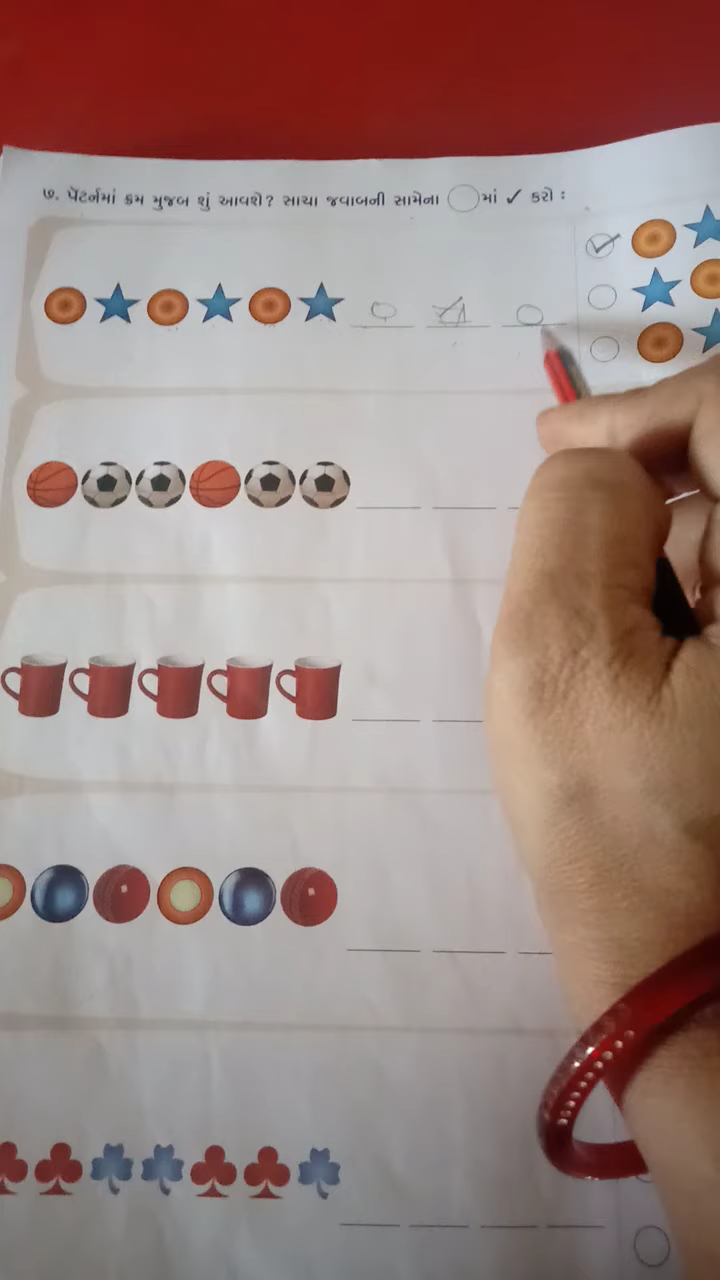 ૭. પૅટર્નમાં ક્રમ મુજબ શું આવશે? સાચા જવાબની સામેના ◯માં ✓ કરો :